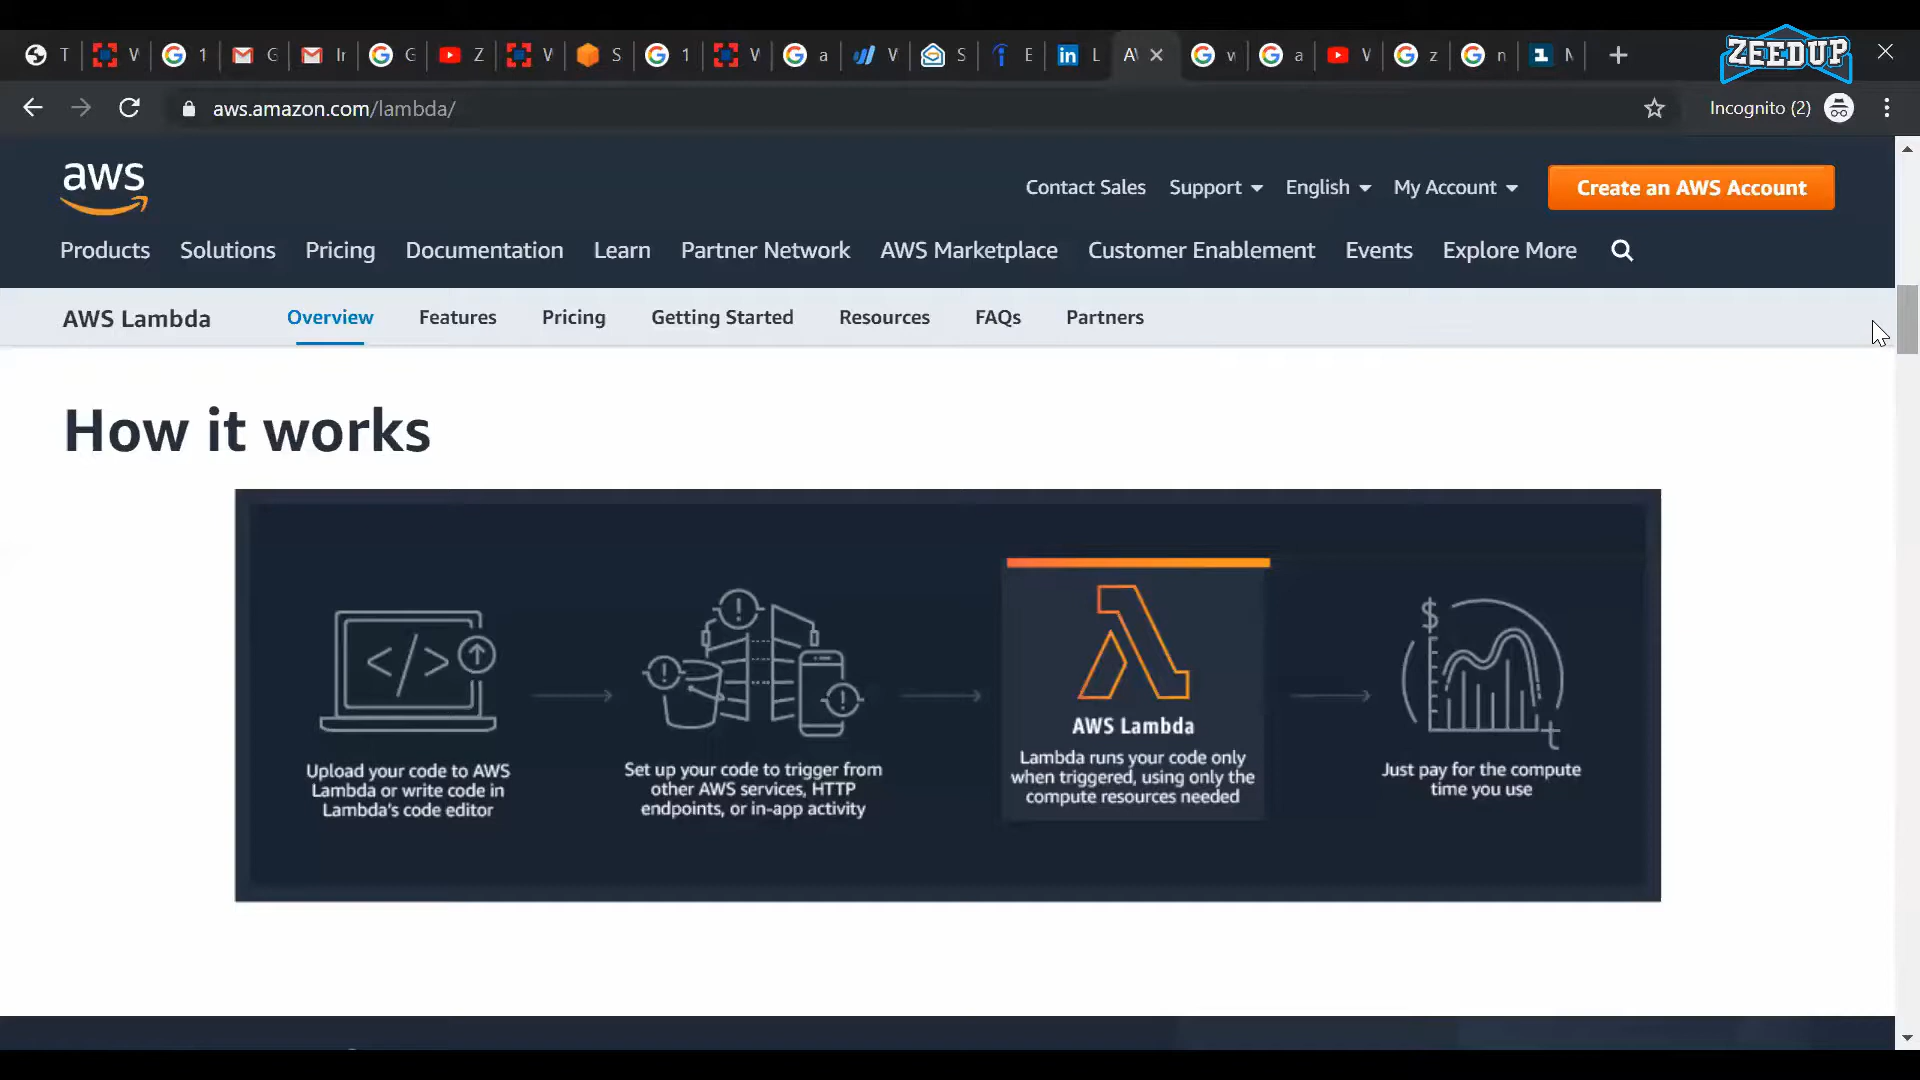 T V 1 G Ir G Z V S 1 V a V S E L A\ w a V z n M
ZEEDUP
aws.amazon.com/lambda/
Incognito (2)
aws
Contact Sales Support English My Account Create an AWS Account
Products Solutions Pricing Documentation Learn Partner Network AWS Marketplace Customer Enablement Events Explore More
AWS Lambda Overview Features Pricing Getting Started Resources FAQs Partners
How it works
</>
Upload your code to AWS
Lambda or write code in
Lambda's code editor
Set up your code to trigger from
other AWS services, HTTP
endpoints, or in-app activity
AWS Lambda
Lambda runs your code only
when triggered, using only the
compute resources needed
$
t
Just pay for the compute
time you use